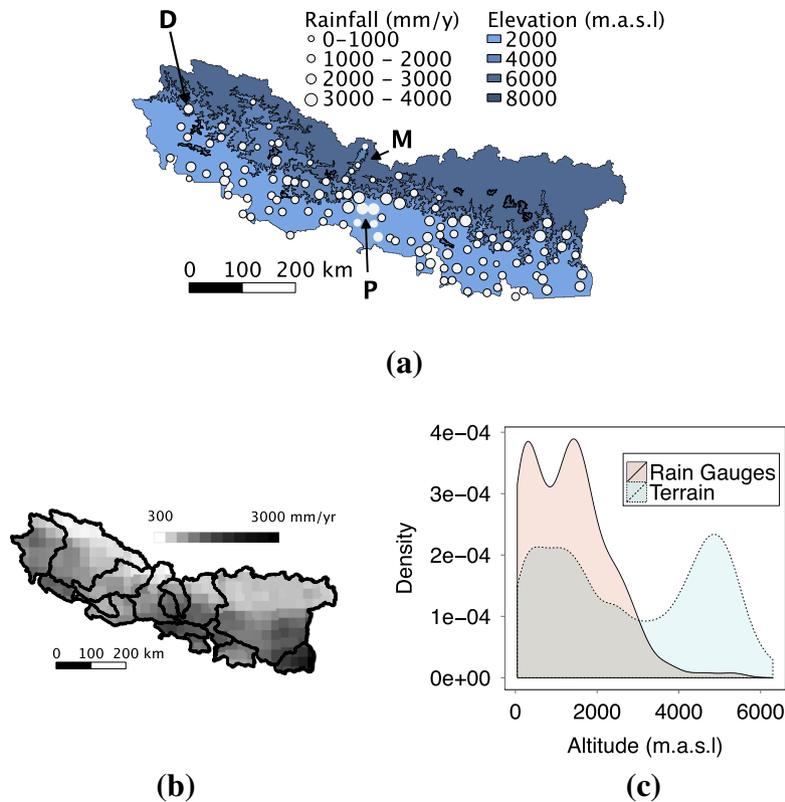 D
Rainfall (mm/y)
0-1000
1000 - 2000
2000 - 3000
3000 - 4000
Elevation (m.a.s.l)
2000
4000
6000
8000
M
0 100 200 km
P
(a)
300 3000 mm/yr
0 100 200 km
(b)
4e-04
3e-04
2e-04
1e-04
0e+00
Density
Rain Gauges
Terrain
0 2000 4000 6000
Altitude (m.a.s.l)
(c)